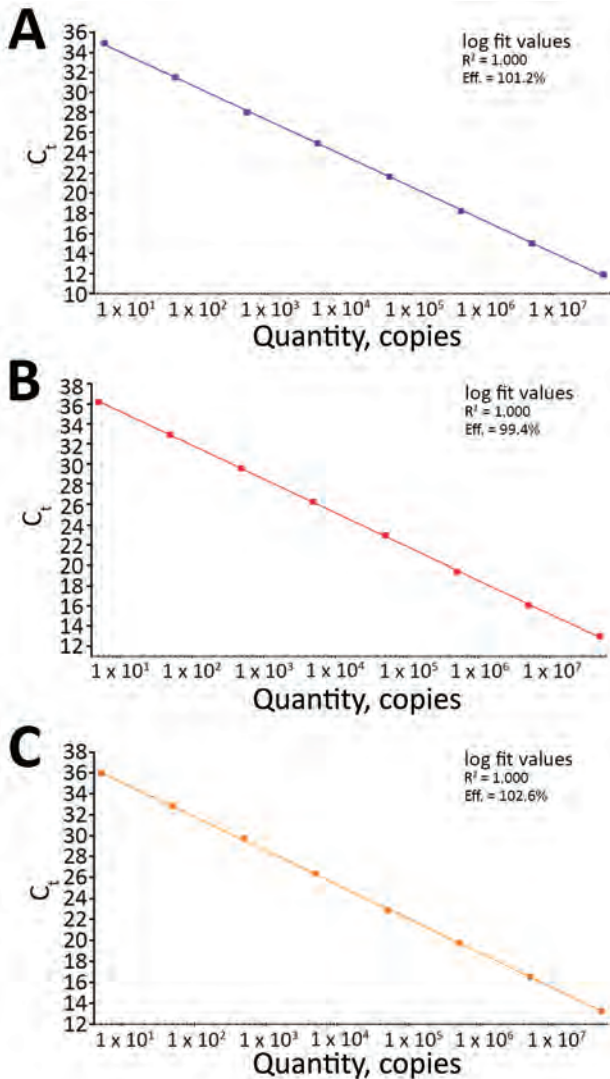 A
36
34
32
30
28
26
24
22
20
18
16
14
12
10
Ct
log fit values
R² = 1,000
Eff. = 101.2%
1 x 10¹ 1 x 10² 1 x 10³ 1 x 10⁴ 1 x 10⁵ 1 x 10⁶ 1 x 10⁷
Quantity, copies
B
38
36
34
32
30
28
26
24
22
20
18
16
14
12
Ct
log fit values
R² = 1,000
Eff. = 99.4%
1 x 10¹ 1 x 10² 1 x 10³ 1 x 10⁴ 1 x 10⁵ 1 x 10⁶ 1 x 10⁷
Quantity, copies
C
38
36
34
32
30
28
26
24
22
20
18
16
14
12
Ct
log fit values
R² = 1,000
Eff. = 102.6%
1 x 10¹ 1 x 10² 1 x 10³ 1 x 10⁴ 1 x 10⁵ 1 x 10⁶ 1 x 10⁷
Quantity, copies